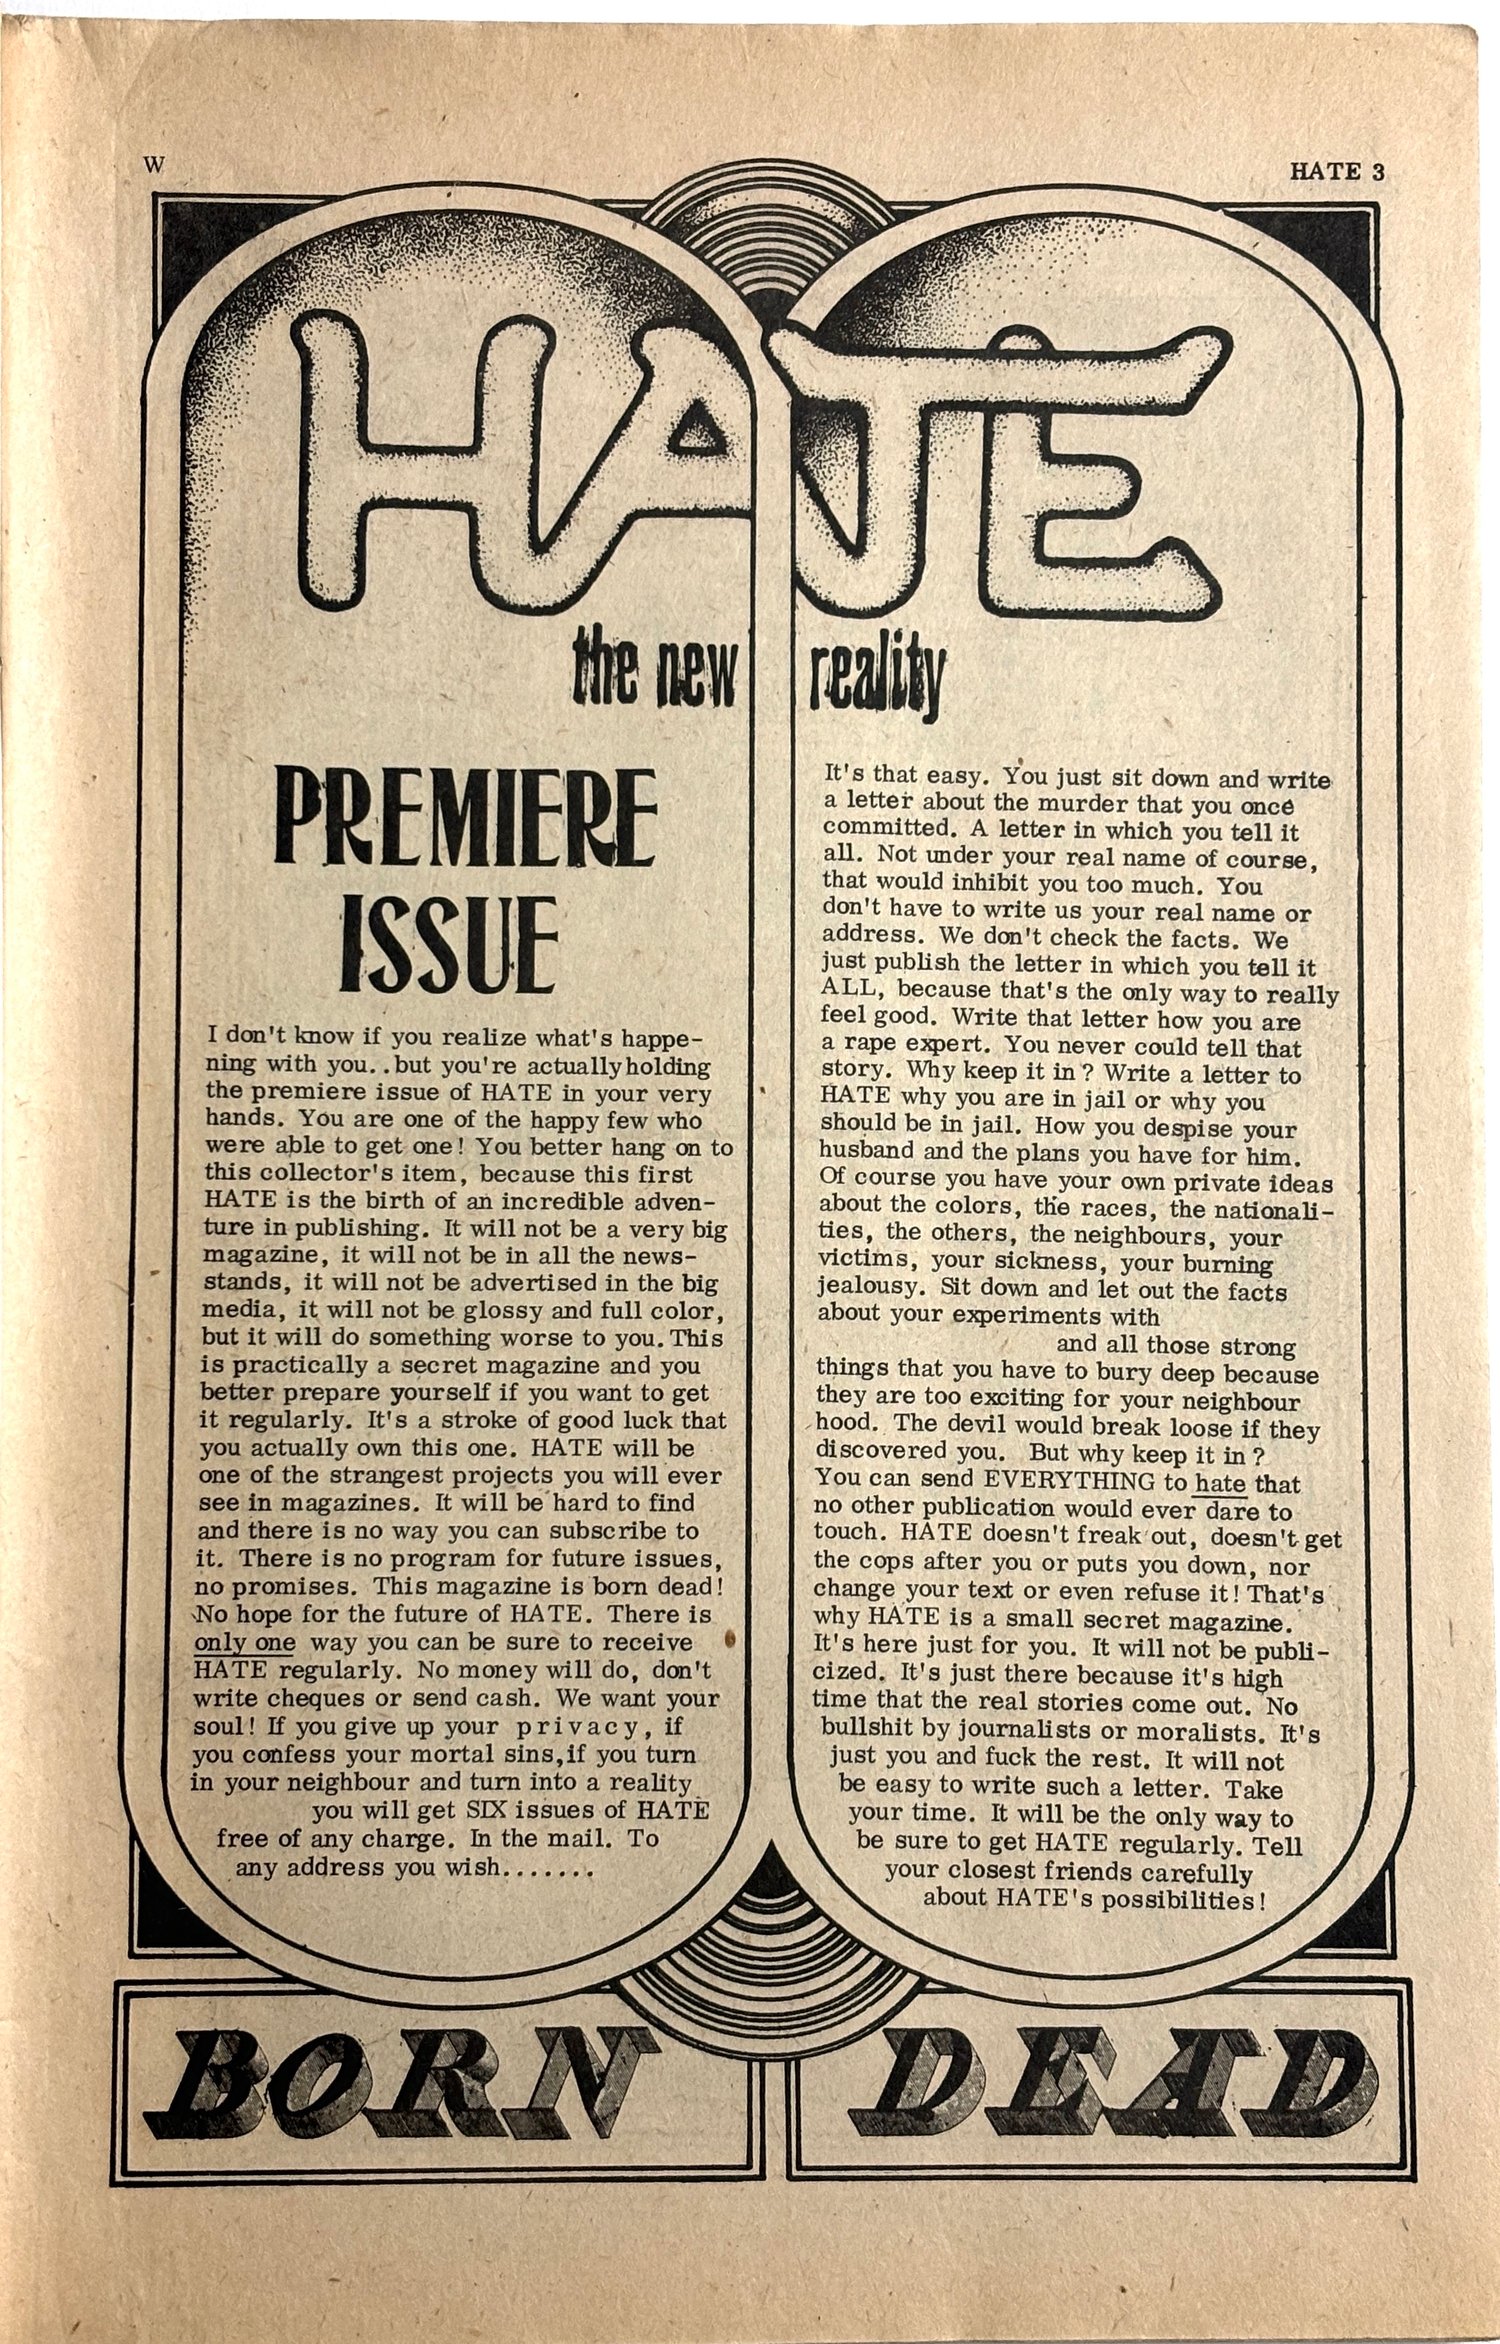 W
HATE 3
HATE
the new reality
PREMIERE
ISSUE
I don't know if you realize what's happe-
ning with you..but you're actually holding
the premiere issue of HATE in your very
hands. You are one of the happy few who
were able to get one! You better hang on to
this collector's item, because this first
HATE is the birth of an incredible adven-
ture in publishing. It will not be a very big
magazine, it will not be in all the news-
stands, it will not be advertised in the big
media, it will not be glossy and full color,
but it will do something worse to you. This
is practically a secret magazine and you
better prepare yourself if you want to get
it regularly. It's a stroke of good luck that
you actually own this one. HATE will be
one of the strangest projects you will ever
see in magazines. It will be hard to find
and there is no way you can subscribe to
it. There is no program for future issues,
no promises. This magazine is born dead!
No hope for the future of HATE. There is
only one way you can be sure to receive
HATE regularly. No money will do, don't
write cheques or send cash. We want your
soul! If you give up your privacy, if
you confess your mortal sins, if you turn
in your neighbour and turn into a reality
you will get SIX issues of HATE
free of any charge. In the mail. To
any address you wish.......
It's that easy. You just sit down and write
a letter about the murder that you once
committed. A letter in which you tell it
all. Not under your real name of course,
that would inhibit you too much. You
don't have to write us your real name or
address. We don't check the facts. We
just publish the letter in which you tell it
ALL, because that's the only way to really
feel good. Write that letter how you are
a rape expert. You never could tell that
story. Why keep it in? Write a letter to
HATE why you are in jail or why you
should be in jail. How you despise your
husband and the plans you have for him.
Of course you have your own private ideas
about the colors, the races, the nationali-
ties, the others, the neighbours, your
victims, your sickness, your burning
jealousy. Sit down and let out the facts
about your experiments with
and all those strong
things that you have to bury deep because
they are too exciting for your neighbour
hood. The devil would break loose if they
discovered you. But why keep it in?
You can send EVERYTHING to hate that
no other publication would ever dare to
touch. HATE doesn't freak out, doesn't get
the cops after you or puts you down, nor
change your text or even refuse it! That's
why HATE is a small secret magazine.
It's here just for you. It will not be publi-
cized. It's just there because it's high
time that the real stories come out. No
bullshit by journalists or moralists. It's
just you and fuck the rest. It will not
be easy to write such a letter. Take
your time. It will be the only way to
be sure to get HATE regularly. Tell
your closest friends carefully
about HATE's possibilities!
BORN DEAD